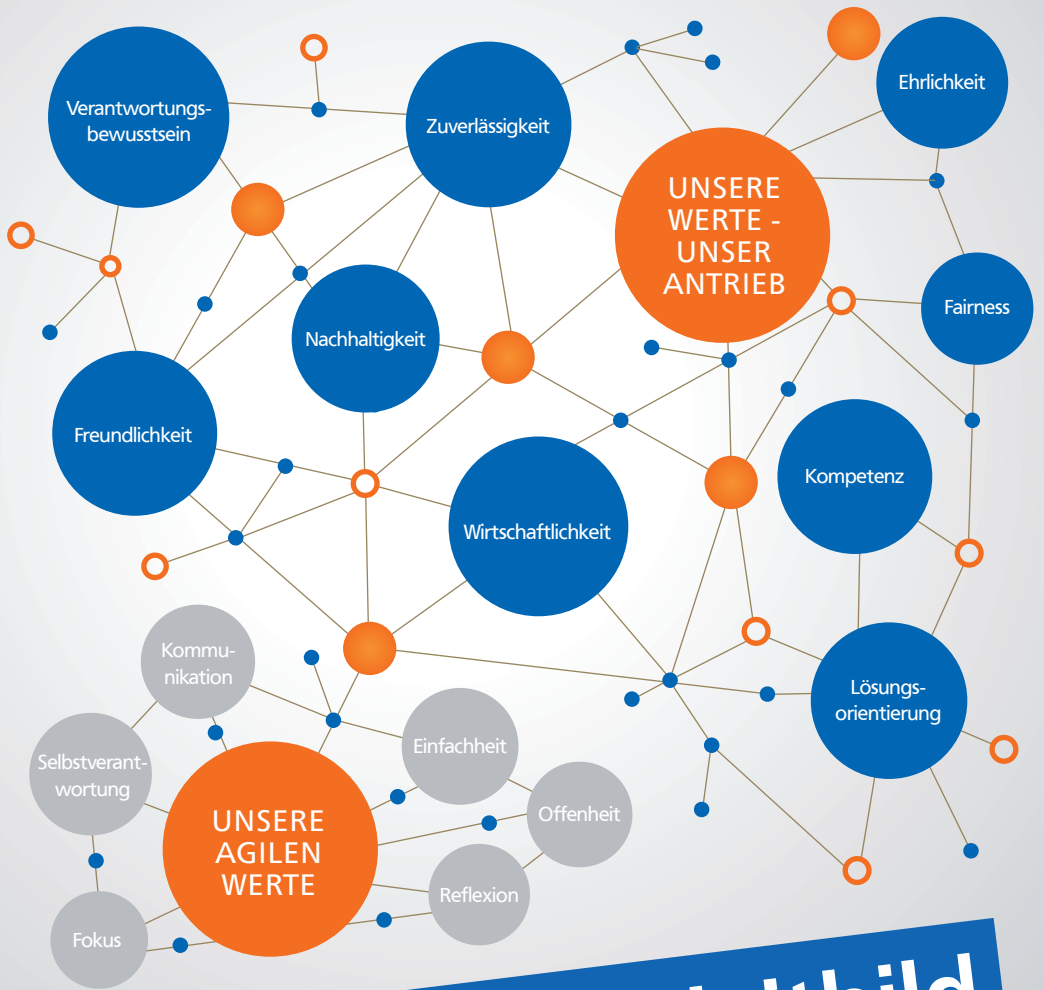 Verantwortungs-
bewusstsein
Zuverlässigkeit
Ehrlichkeit
UNSERE
WERTE -
UNSER
ANTRIEB
Nachhaltigkeit
Fairness
Freundlichkeit
Wirtschaftlichkeit
Kompetenz
Lösungs-
orientierung
Kommu-
nikation
Selbstverant-
wortung
Einfachheit
Offenheit
UNSERE
AGILEN
WERTE
Reflexion
Fokus